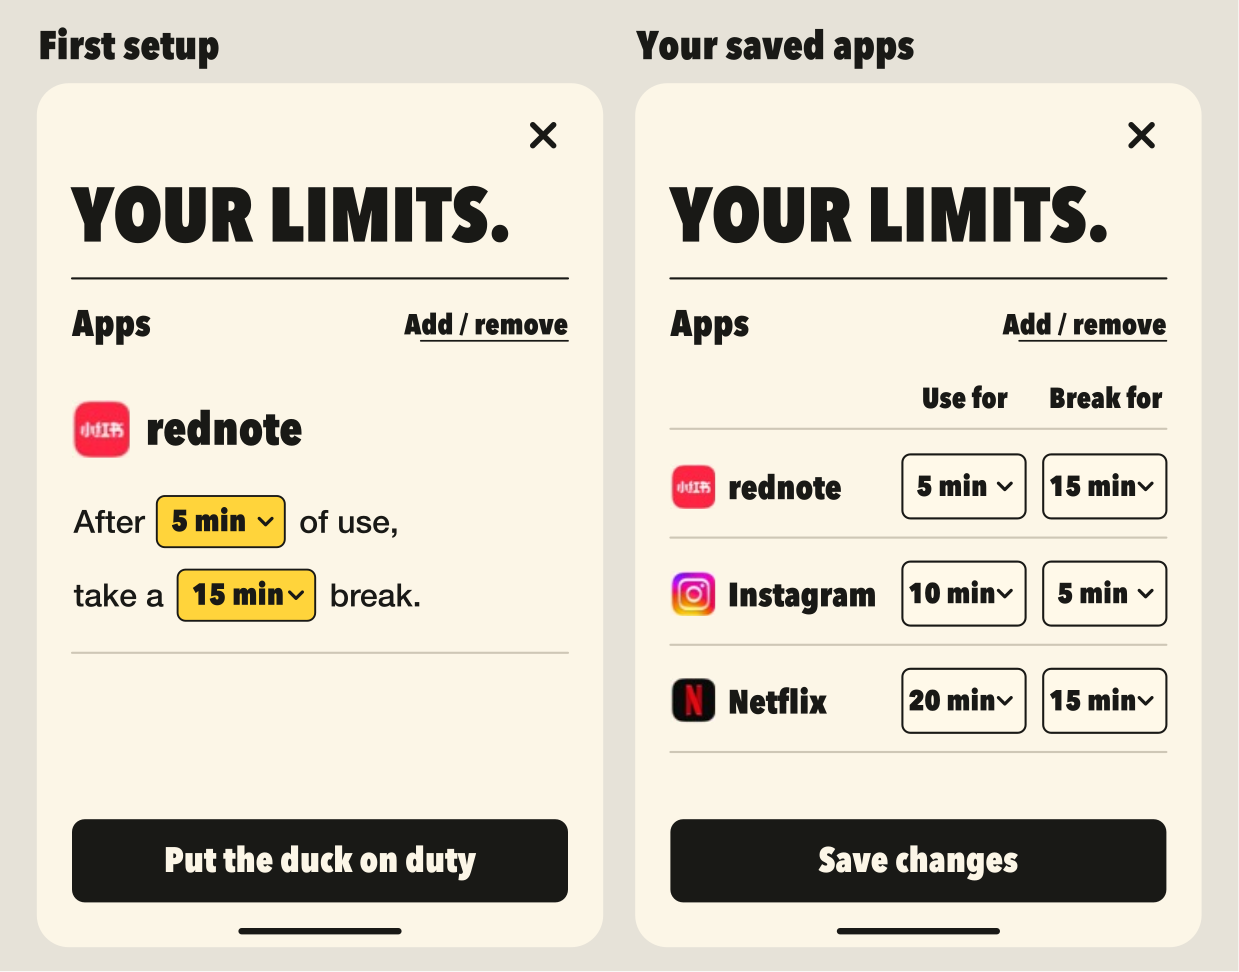 First setup
YOUR LIMITS.
Apps
Add / remove
小红书
rednote
After 5 min of use,
take a 15 min break.
Put the duck on duty
Your saved apps
YOUR LIMITS.
Apps
Add / remove
Use for Break for
小红书 rednote 5 min 15 min
Instagram 10 min 5 min
N Netflix 20 min 15 min
Save changes